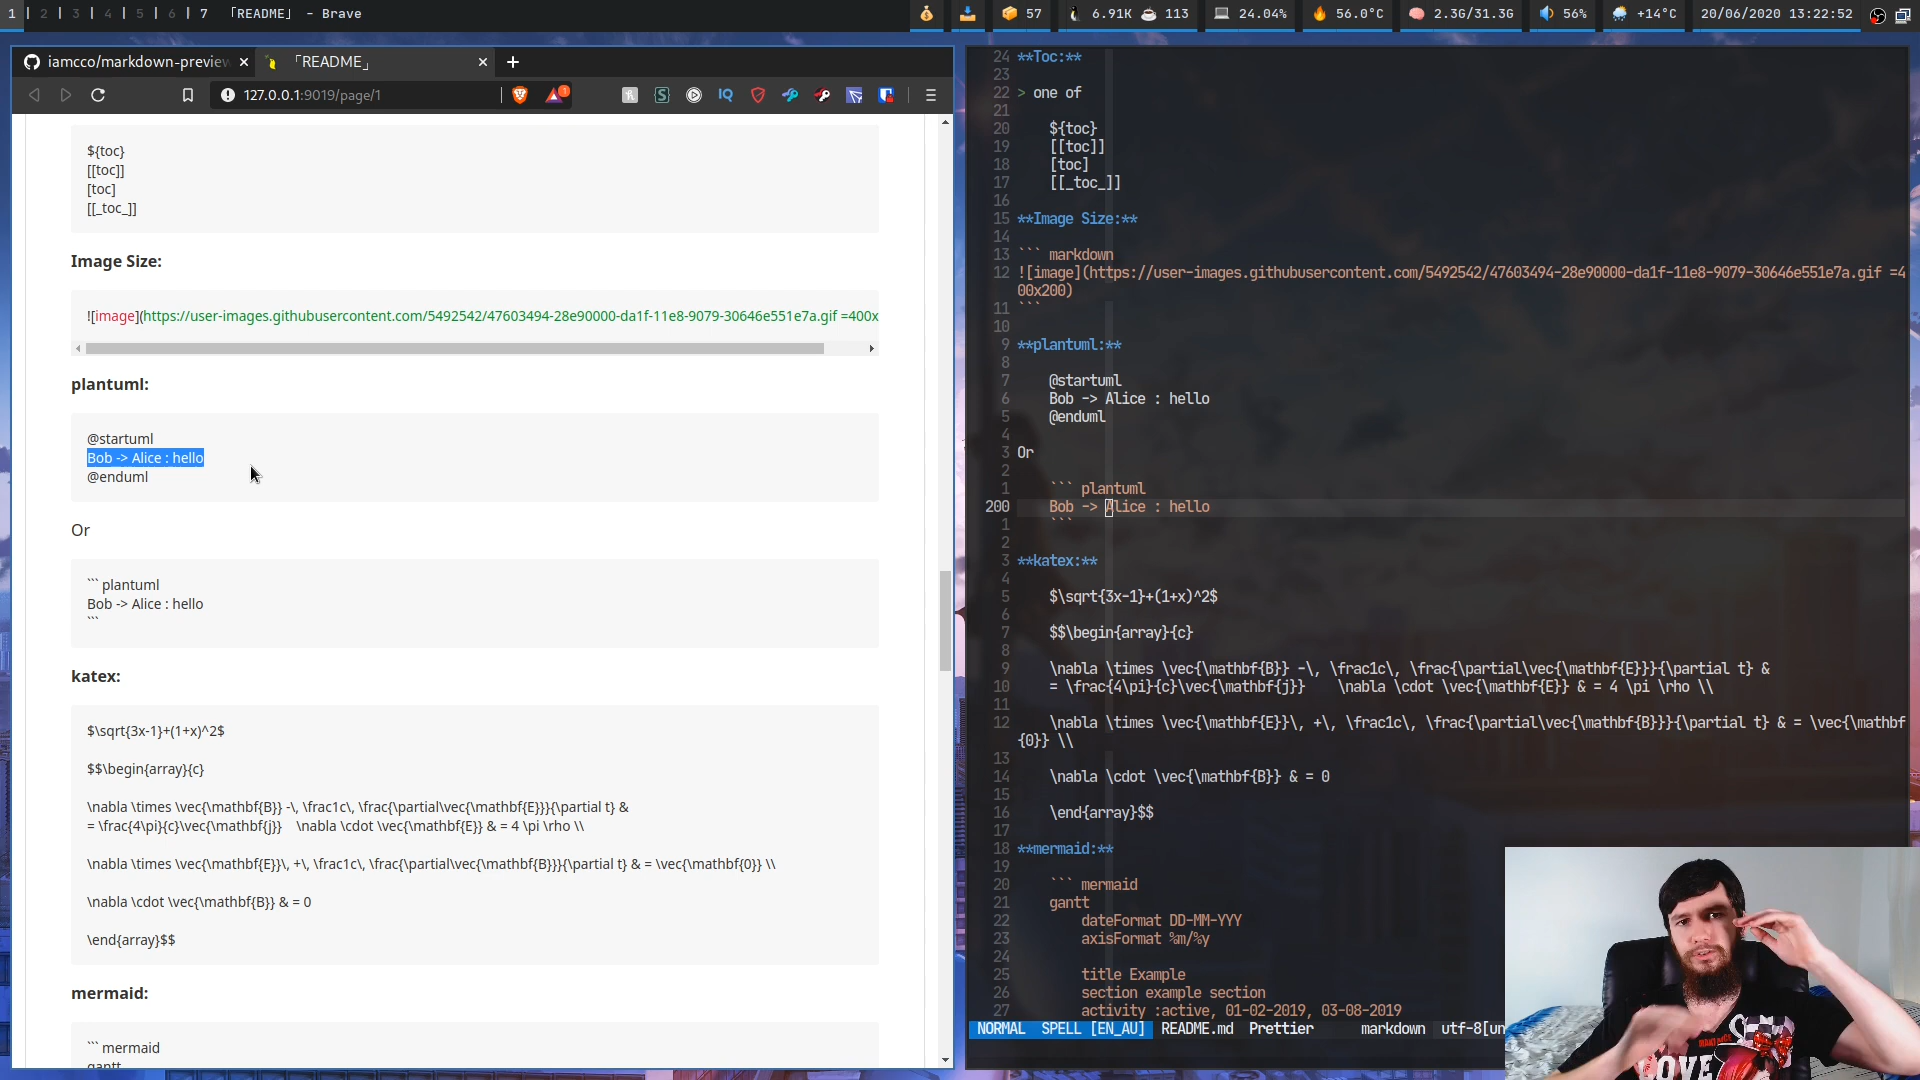 1 | 2 | 3 | 4 | 5 | 6 | 7 「README」 - Brave
57 6.91K 113 24.04% 56.0°C 2.3G/31.3G 56% +14°C 20/06/2020 13:22:52
iamcco/markdown-preview
「README」
127.0.0.1:9019/page/1
${toc}
[[toc]]
[toc]
[[_toc_]]
Image Size:
![image](https://user-images.githubusercontent.com/5492542/47603494-28e90000-da1f-11e8-9079-30646e551e7a.gif =400x
plantuml:
@startuml
Bob -> Alice : hello
@enduml
Or
``` plantuml
Bob -> Alice : hello
```
katex:
$\sqrt{3x-1}+(1+x)^2$
$$\begin{array}{c}
\nabla \times \vec{\mathbf{B}} -\, \frac1c\, \frac{\partial\vec{\mathbf{E}}}{\partial t} &
= \frac{4\pi}{c}\vec{\mathbf{j}}    \nabla \cdot \vec{\mathbf{E}} & = 4 \pi \rho \\
\nabla \times \vec{\mathbf{E}}\, +\, \frac1c\, \frac{\partial\vec{\mathbf{B}}}{\partial t} & = \vec{\mathbf{0}} \\
\nabla \cdot \vec{\mathbf{B}} & = 0
\end{array}$$
mermaid:
``` mermaid
gantt
24 **Toc:**
23
22 > one of
21
20 ${toc}
19 [[toc]]
18 [toc]
17 [[_toc_]]
16
15 **Image Size:**
14
13 ``` markdown
12 ![image](https://user-images.githubusercontent.com/5492542/47603494-28e90000-da1f-11e8-9079-30646e551e7a.gif =4
00x200)
11 ```
10
9 **plantuml:**
8
7 @startuml
6 Bob -> Alice : hello
5 @enduml
4
3 Or
2
1 ``` plantuml
200 Bob -> Alice : hello
1 ```
2
3 **katex:**
4
5 $\sqrt{3x-1}+(1+x)^2$
6
7 $$\begin{array}{c}
8
9 \nabla \times \vec{\mathbf{B}} -\, \frac1c\, \frac{\partial\vec{\mathbf{E}}}{\partial t} &
10 = \frac{4\pi}{c}\vec{\mathbf{j}}    \nabla \cdot \vec{\mathbf{E}} & = 4 \pi \rho \\
11
12 \nabla \times \vec{\mathbf{E}}\, +\, \frac1c\, \frac{\partial\vec{\mathbf{B}}}{\partial t} & = \vec{\mathbf
{0}} \\
13
14 \nabla \cdot \vec{\mathbf{B}} & = 0
15
16 \end{array}$$
17
18 **mermaid:**
19
20 ``` mermaid
21 gantt
22 dateFormat DD-MM-YYY
23 axisFormat %m/%y
24
25 title Example
26 section example section
27 activity :active, 01-02-2019, 03-08-2019
NORMAL SPELL [EN_AU] README.md Prettier markdown utf-8[un
LOVE